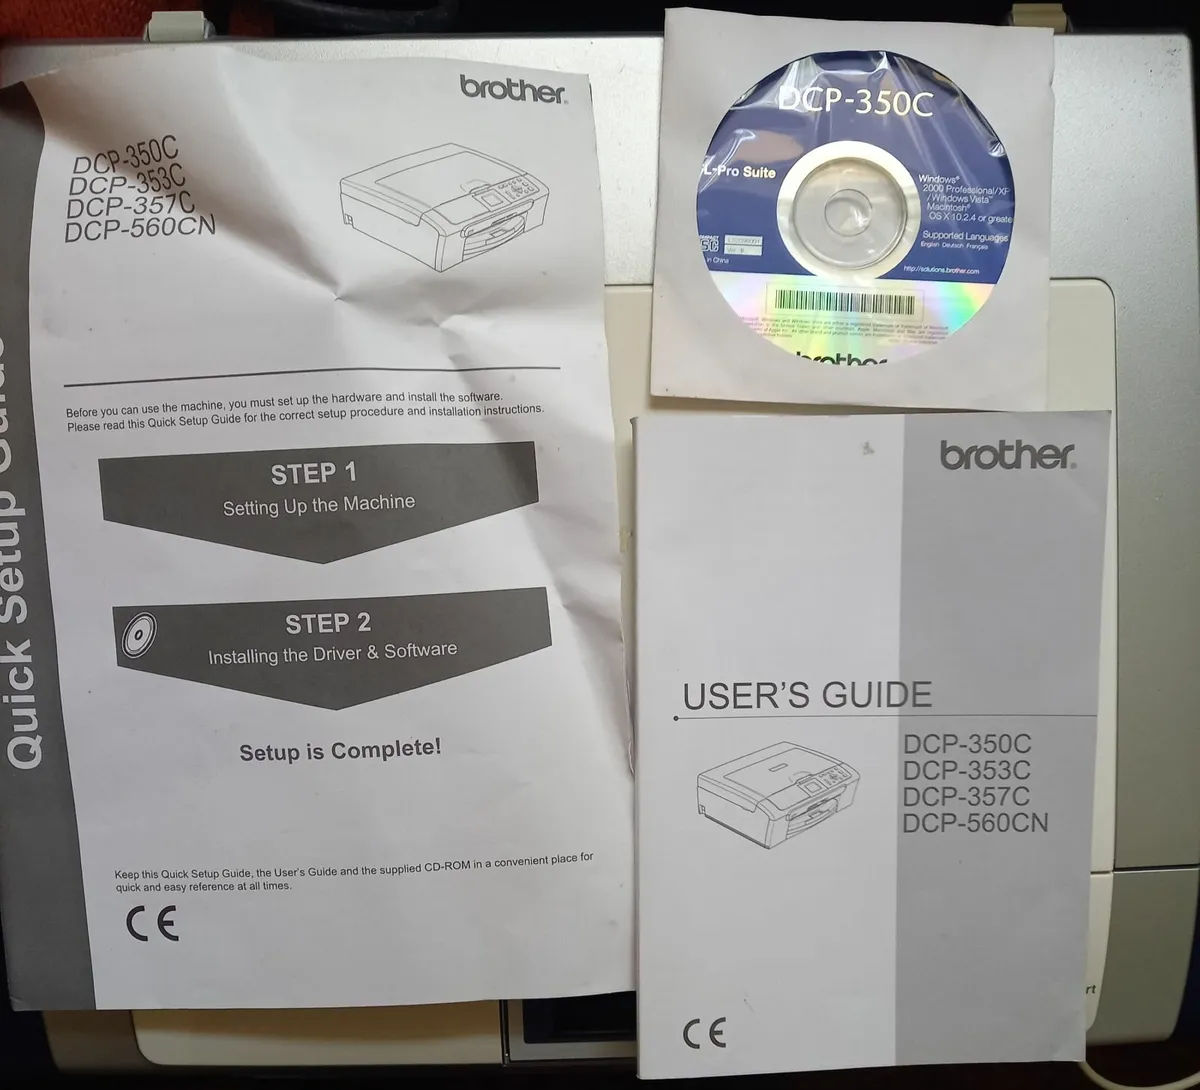 brother
DCP-350C
DCP-353C
DCP-357C
DCP-560CN
Quick Setup Guide
Before you can use the machine, you must set up the hardware and install the software.
Please read this Quick Setup Guide for the correct setup procedure and installation instructions.
STEP 1
Setting Up the Machine
STEP 2
Installing the Driver & Software
Setup is Complete!
Keep this Quick Setup Guide, the User's Guide and the supplied CD-ROM in a convenient place for
quick and easy reference at all times.
CE
DCP-350C
L-Pro Suite
Windows®
2000 Professional/XP
/Windows Vista™
Macintosh®
OS X 10.2.4 or greate
Supported Languages
English Deutsch Français
in China
http://solutions.brother.com
brother
brother
USER'S GUIDE
DCP-350C
DCP-353C
DCP-357C
DCP-560CN
CE
rt